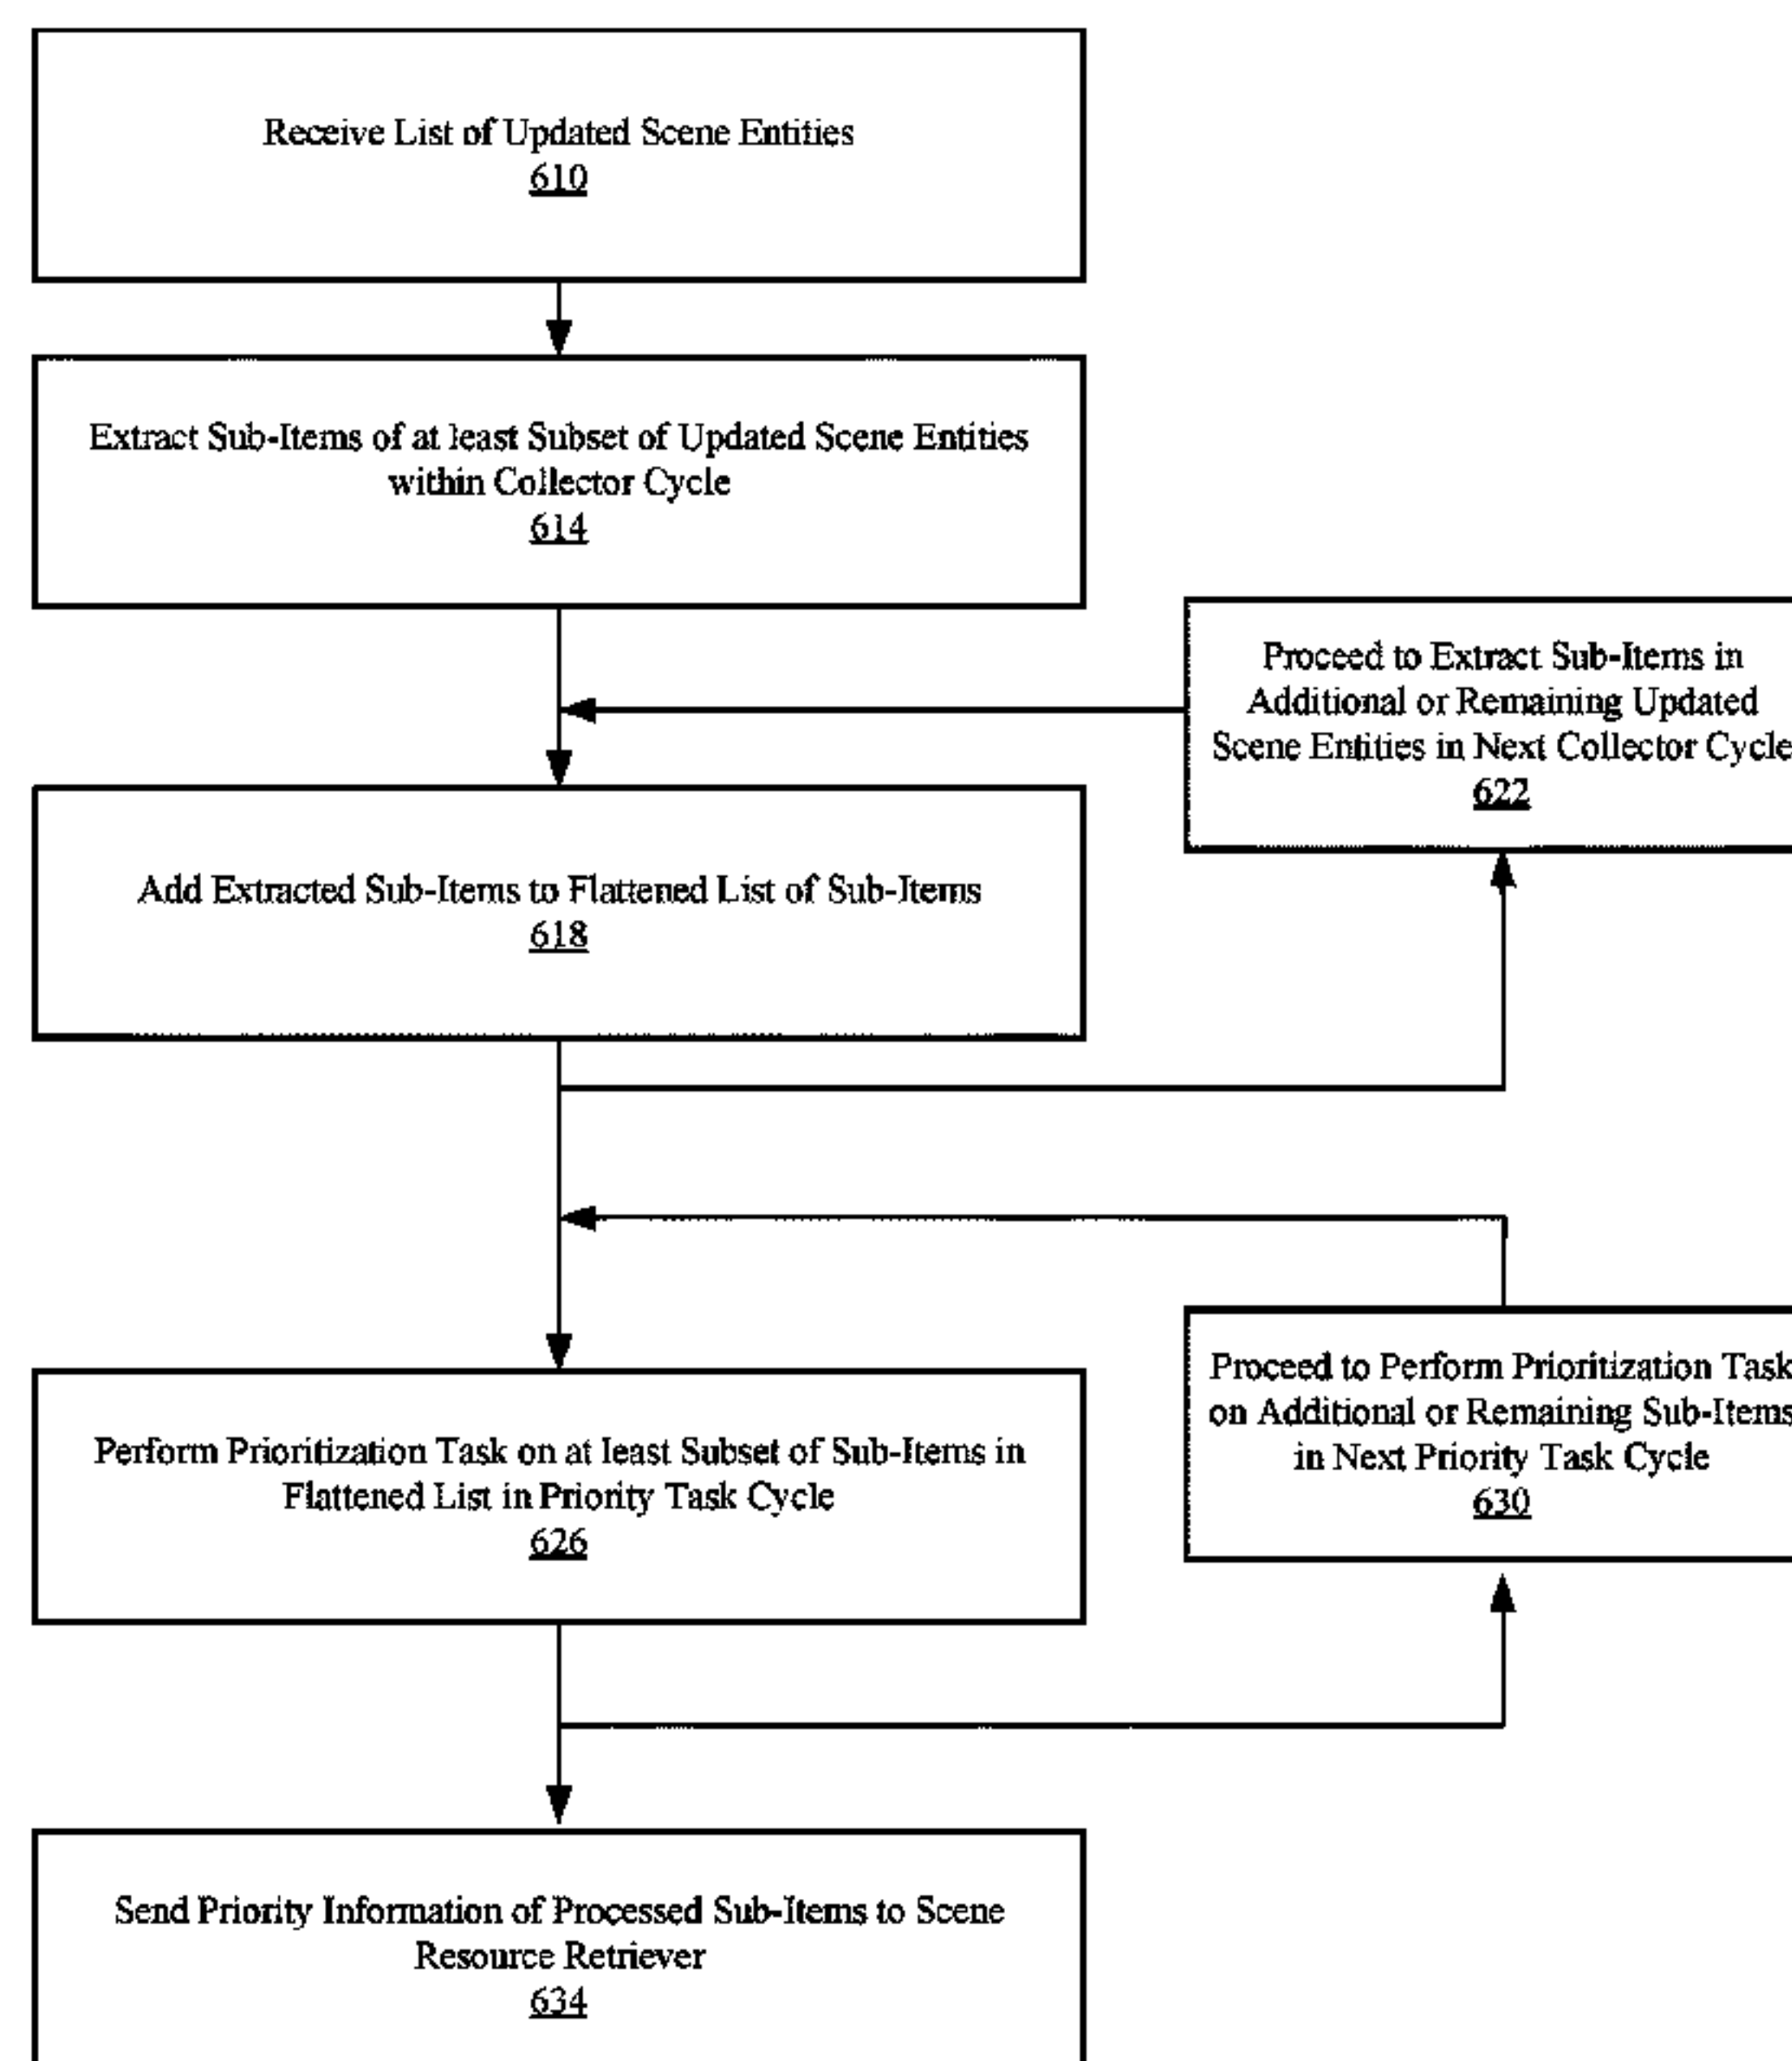 Receive List of Updated Scene Entities
610
Extract Sub-Items of at least Subset of Updated Scene Entities
within Collector Cycle
614
Proceed to Extract Sub-Items in
Additional or Remaining Updated
Scene Entities in Next Collector Cycle
622
Add Extracted Sub-Items to Flattened List of Sub-Items
618
Proceed to Perform Prioritization Task
on Additional or Remaining Sub-Items
in Next Priority Task Cycle
630
Perform Prioritization Task on at least Subset of Sub-Items in
Flattened List in Priority Task Cycle
626
Send Priority Information of Processed Sub-Items to Scene
Resource Retriever
634